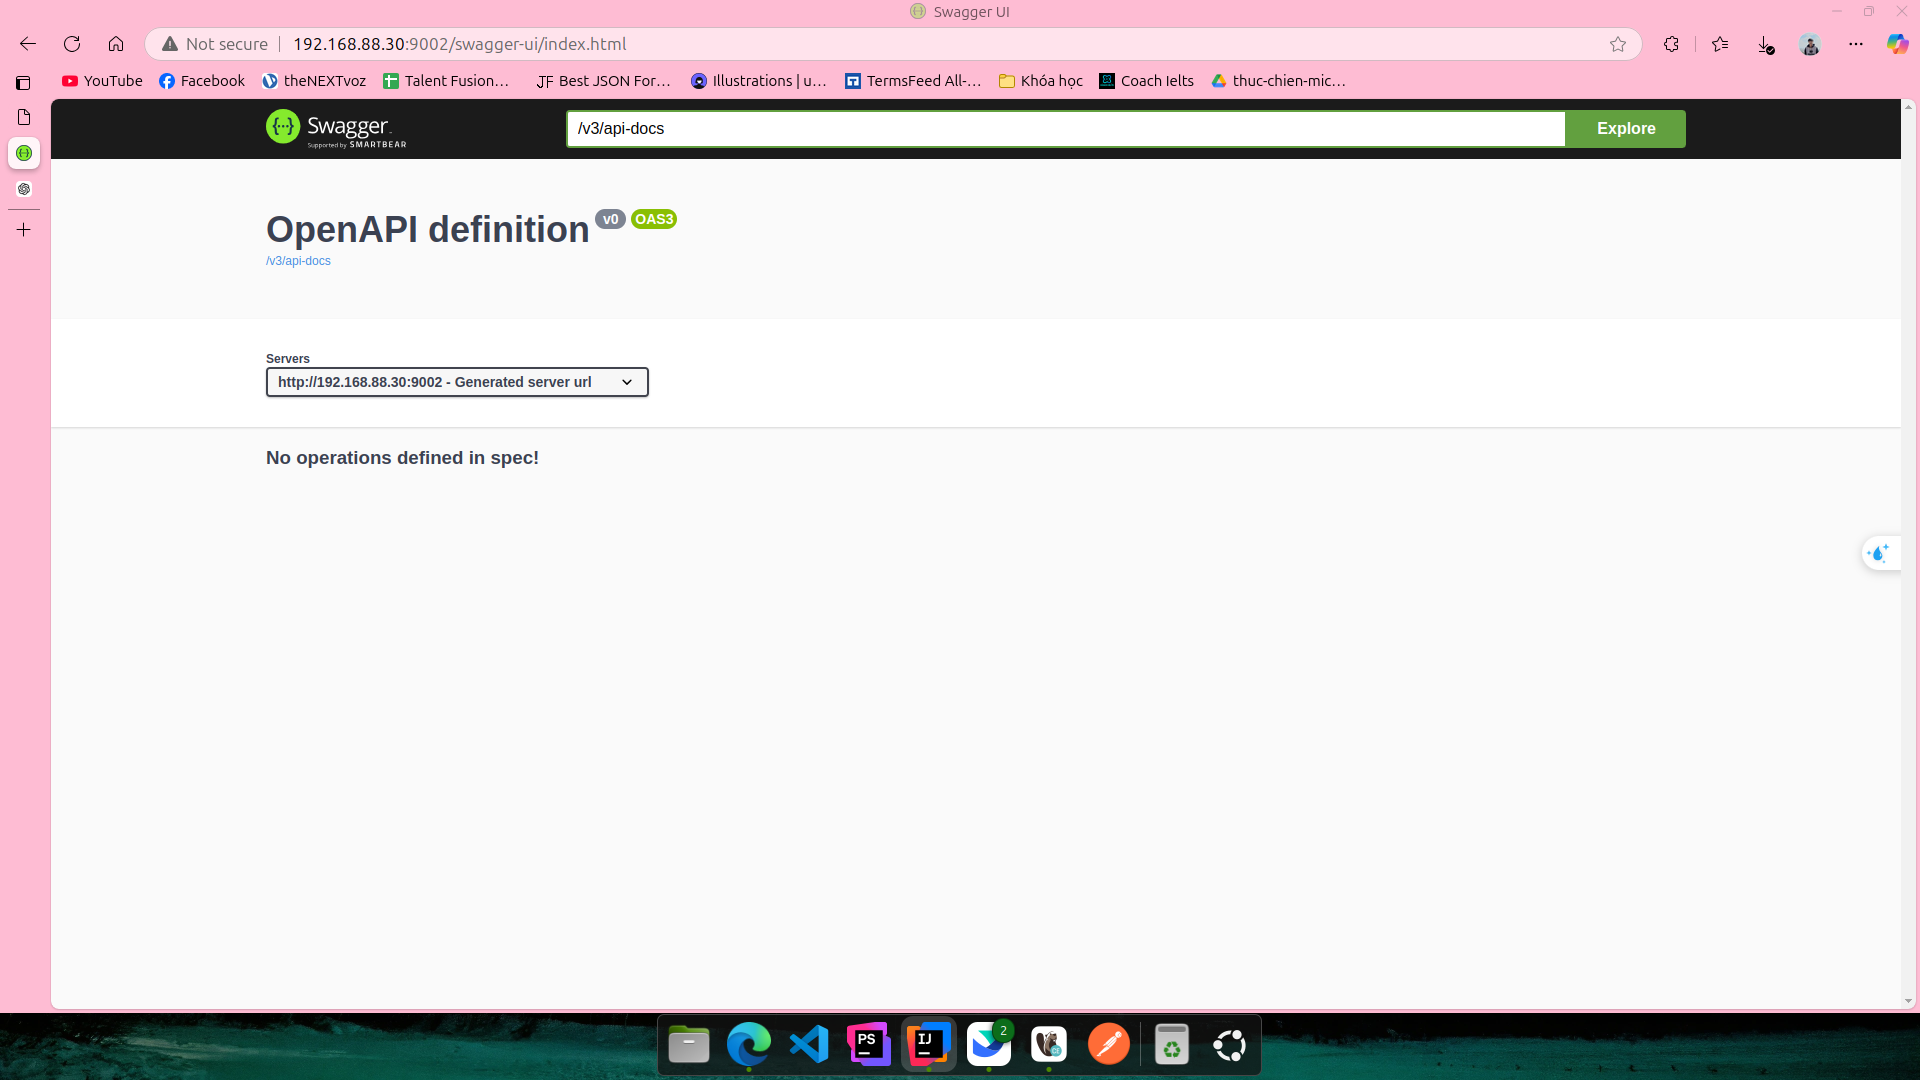 Swagger UI
Not secure
192.168.88.30:9002/swagger-ui/index.html
YouTube
Facebook
theNEXTvoz
Talent Fusion…
JF Best JSON For…
Illustrations | u…
TermsFeed All-…
Khóa học
Coach Ielts
thuc-chien-mic…
Swagger
Supported by SMARTBEAR
/v3/api-docs
Explore
OpenAPI definition
v0
OAS3
/v3/api-docs
Servers
http://192.168.88.30:9002 - Generated server url
No operations defined in spec!
PS
IJ
2